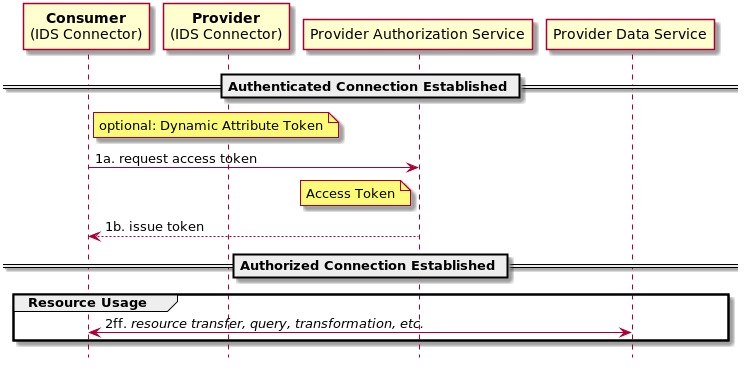 Consumer
(IDS Connector)
Provider
(IDS Connector)
Provider Authorization Service
Provider Data Service
Authenticated Connection Established
optional: Dynamic Attribute Token
1a. request access token
Access Token
1b. issue token
Authorized Connection Established
Resource Usage
2ff. resource transfer, query, transformation, etc.